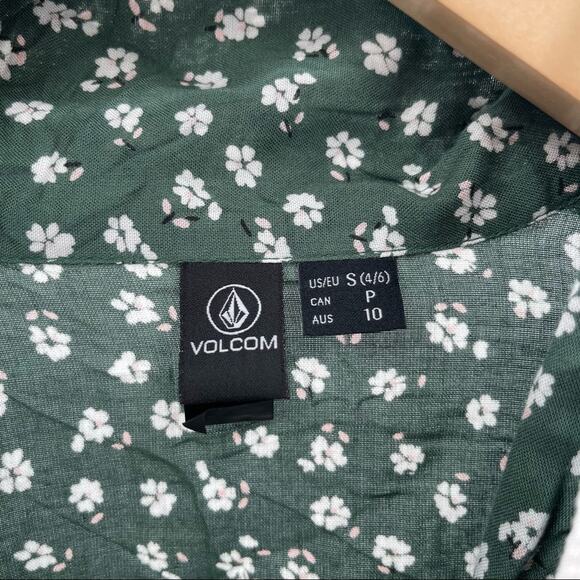 VOLCOM
US/EU S (4/6)
CAN P
AUS 10